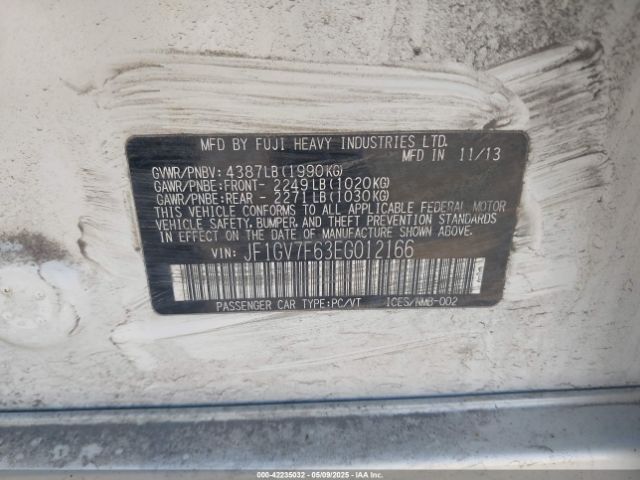 MFD BY FUJI HEAVY INDUSTRIES LTD.
MFD IN 11/13
GVWR/PNBV: 4387LB(1990KG)
GAWR/PNBE:FRONT- 2249LB(1020KG)
GAWR/PNBE:REAR - 2271LB(1030KG)
THIS VEHICLE CONFORMS TO ALL APPLICABLE FEDERAL MOTOR
VEHICLE SAFETY, BUMPER, AND THEFT PREVENTION STANDARDS
IN EFFECT ON THE DATE OF MANUFACTURE SHOWN ABOVE.
VIN: JF1GV7F63EG012166
PASSENGER CAR TYPE:PC/VT ICES/NMB-002
000-42235032 - 05/09/2025 - IAA Inc.